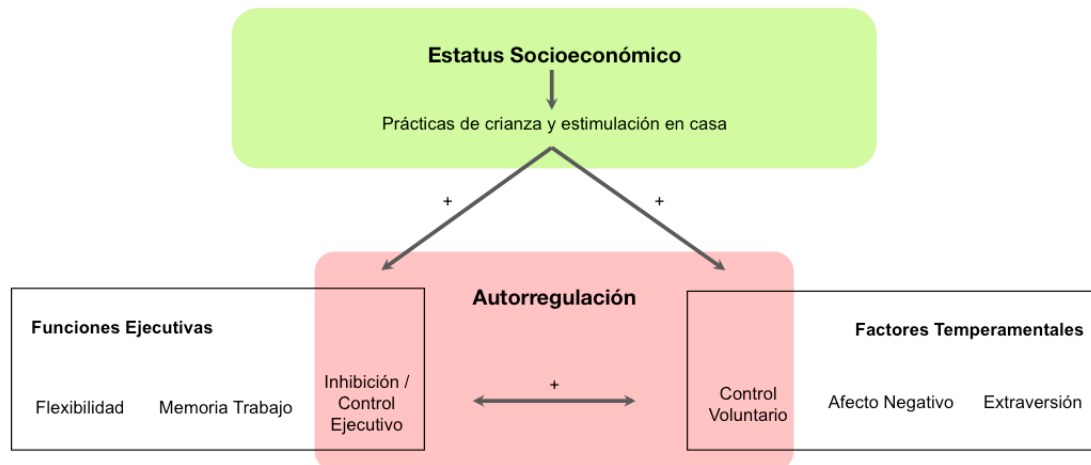 Estatus Socioeconómico
Prácticas de crianza y estimulación en casa
+
+
Autorregulación
Funciones Ejecutivas
Factores Temperamentales
Flexibilidad
Memoria Trabajo
Inhibición /
Control
Ejecutivo
+
Control
Voluntario
Afecto Negativo
Extraversión